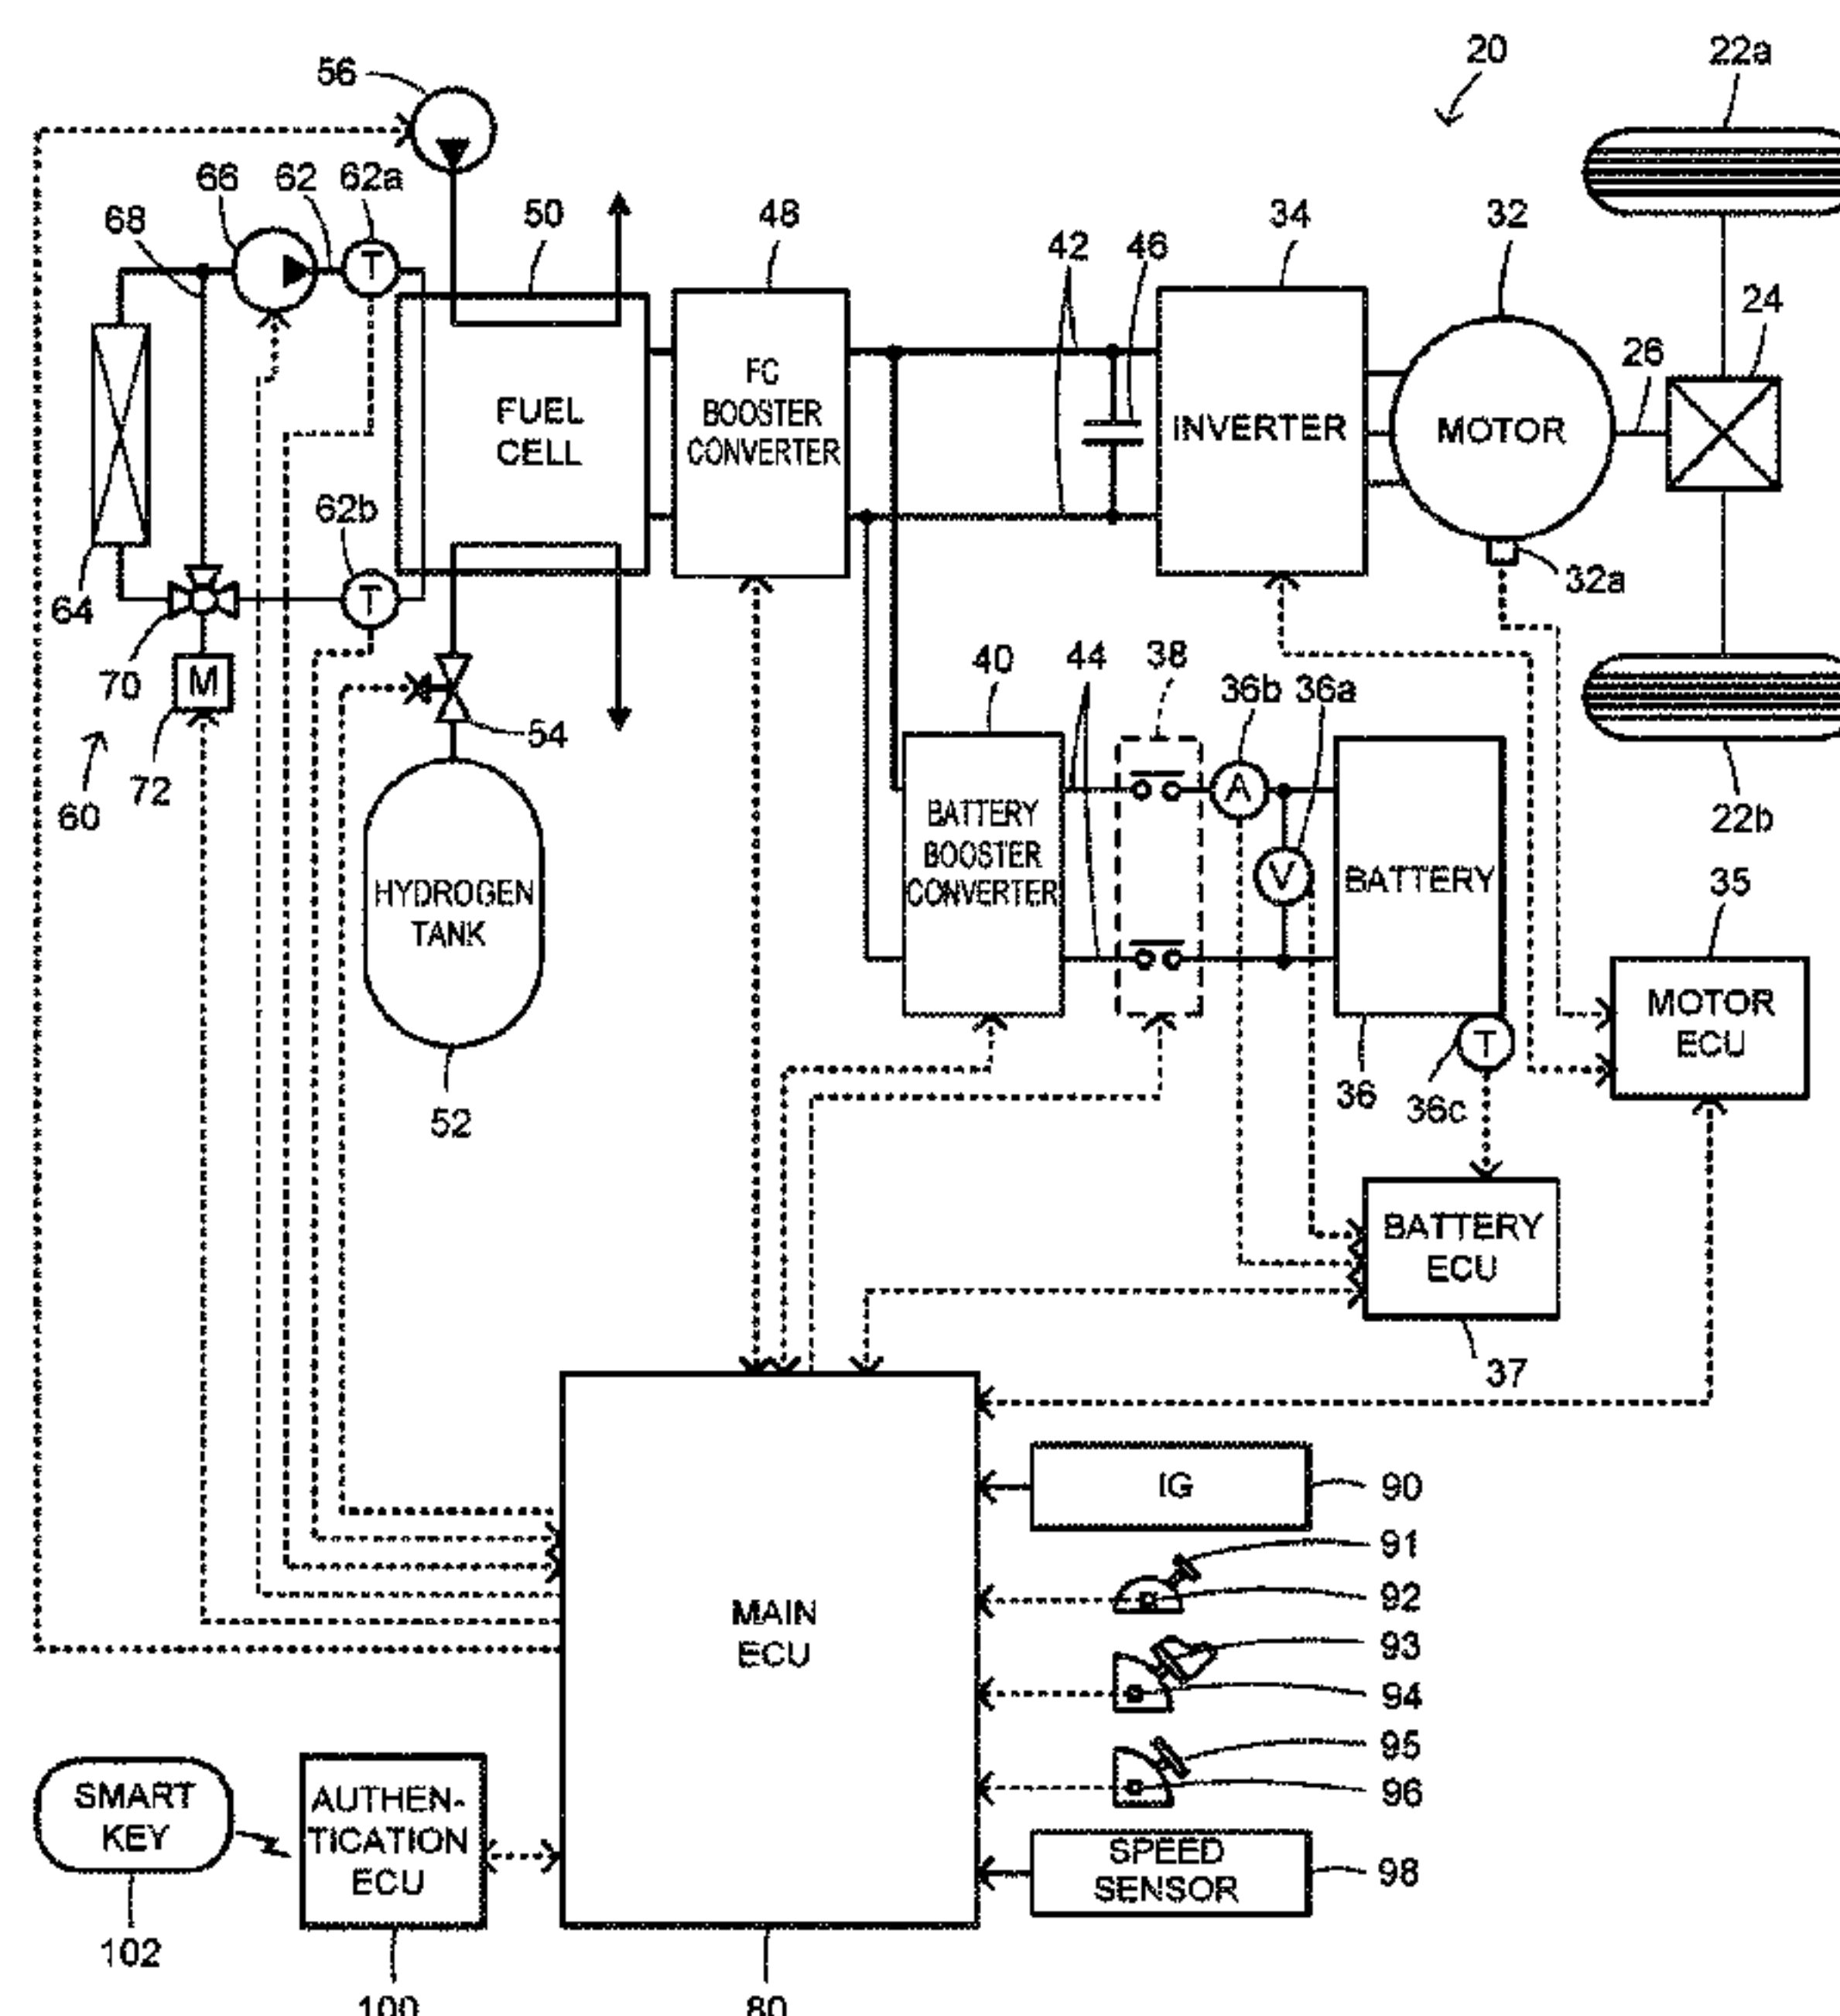 20
22a
56
66
62
62a
68
50
48
42
46
34
32
24
26
FUEL
CELL
FC
BOOSTER
CONVERTER
INVERTER
MOTOR
T
T
62b
64
70
M
72
60
54
32a
40
44
38
36b
36a
22b
A
V
BATTERY
BOOSTER
CONVERTER
BATTERY
HYDROGEN
TANK
35
MOTOR
ECU
52
36
36c
T
BATTERY
ECU
37
IG
90
91
92
MAIN
ECU
93
94
95
96
SMART
KEY
AUTHEN-
TICATION
ECU
SPEED
SENSOR
98
102
100
80